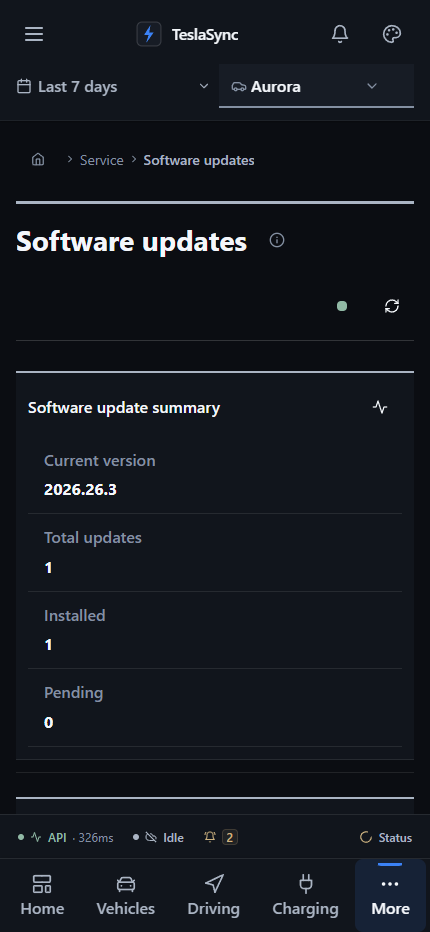 TeslaSync
Last 7 days
Aurora
Service
Software updates
Software updates
Software update summary
Current version
2026.26.3
Total updates
1
Installed
1
Pending
0
API · 326ms
Idle
2
Status
Home
Vehicles
Driving
Charging
More